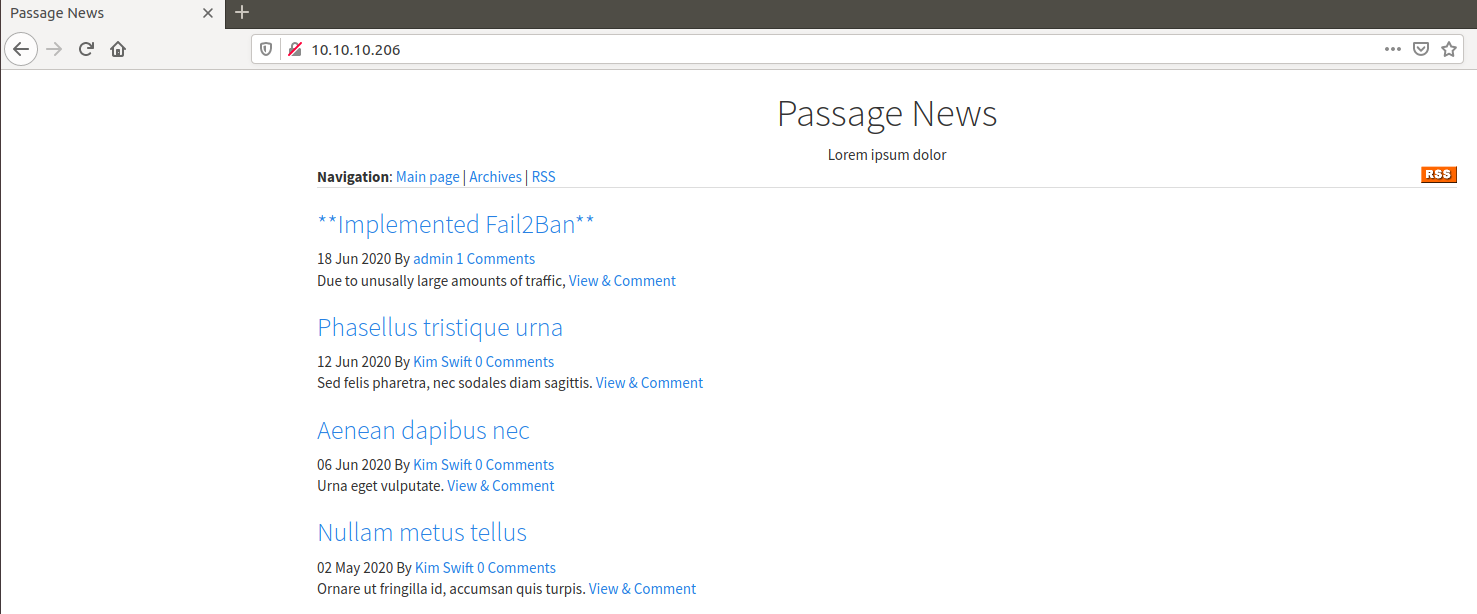 Passage News
10.10.10.206
Passage News
Lorem ipsum dolor
Navigation: Main page | Archives | RSS
RSS
**Implemented Fail2Ban**
18 Jun 2020 By admin 1 Comments
Due to unusally large amounts of traffic, View & Comment
Phasellus tristique urna
12 Jun 2020 By Kim Swift 0 Comments
Sed felis pharetra, nec sodales diam sagittis. View & Comment
Aenean dapibus nec
06 Jun 2020 By Kim Swift 0 Comments
Urna eget vulputate. View & Comment
Nullam metus tellus
02 May 2020 By Kim Swift 0 Comments
Ornare ut fringilla id, accumsan quis turpis. View & Comment